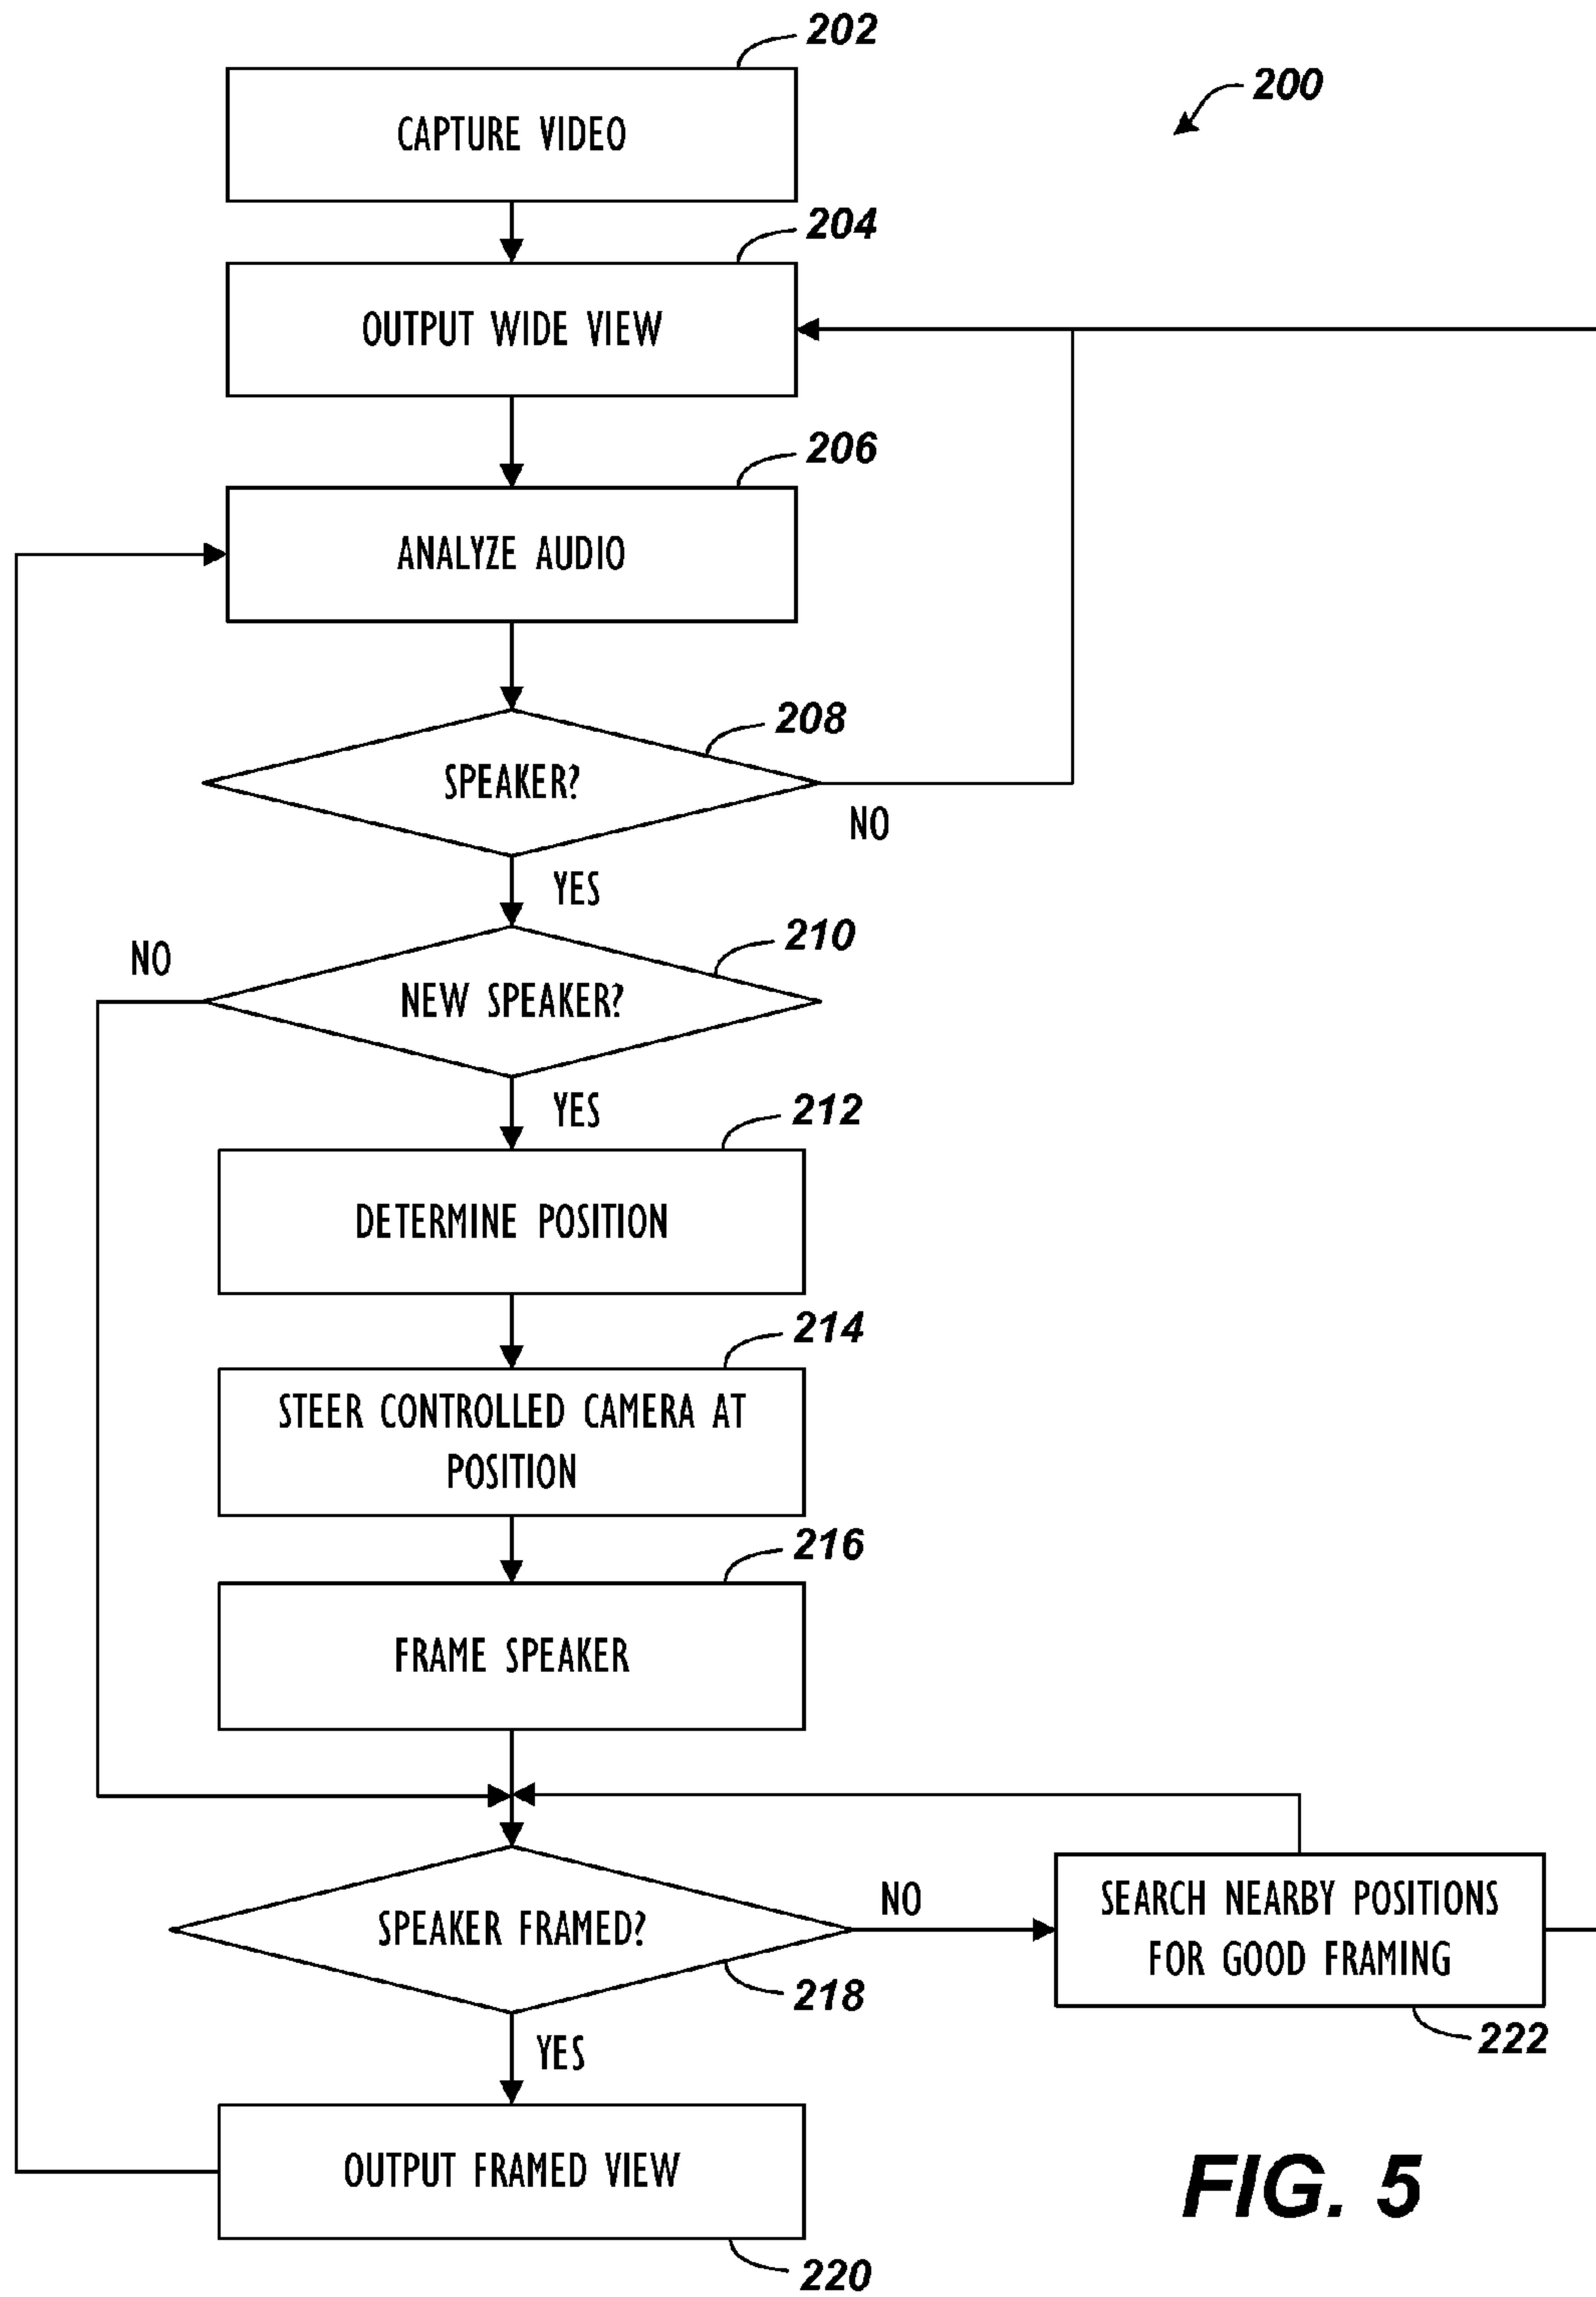 202
200
CAPTURE VIDEO
204
OUTPUT WIDE VIEW
206
ANALYZE AUDIO
208
SPEAKER?
NO
YES
210
NO
NEW SPEAKER?
YES
212
DETERMINE POSITION
214
STEER CONTROLLED CAMERA AT
POSITION
216
FRAME SPEAKER
NO
SPEAKER FRAMED?
SEARCH NEARBY POSITIONS
FOR GOOD FRAMING
218
222
YES
OUTPUT FRAMED VIEW
220
FIG. 5